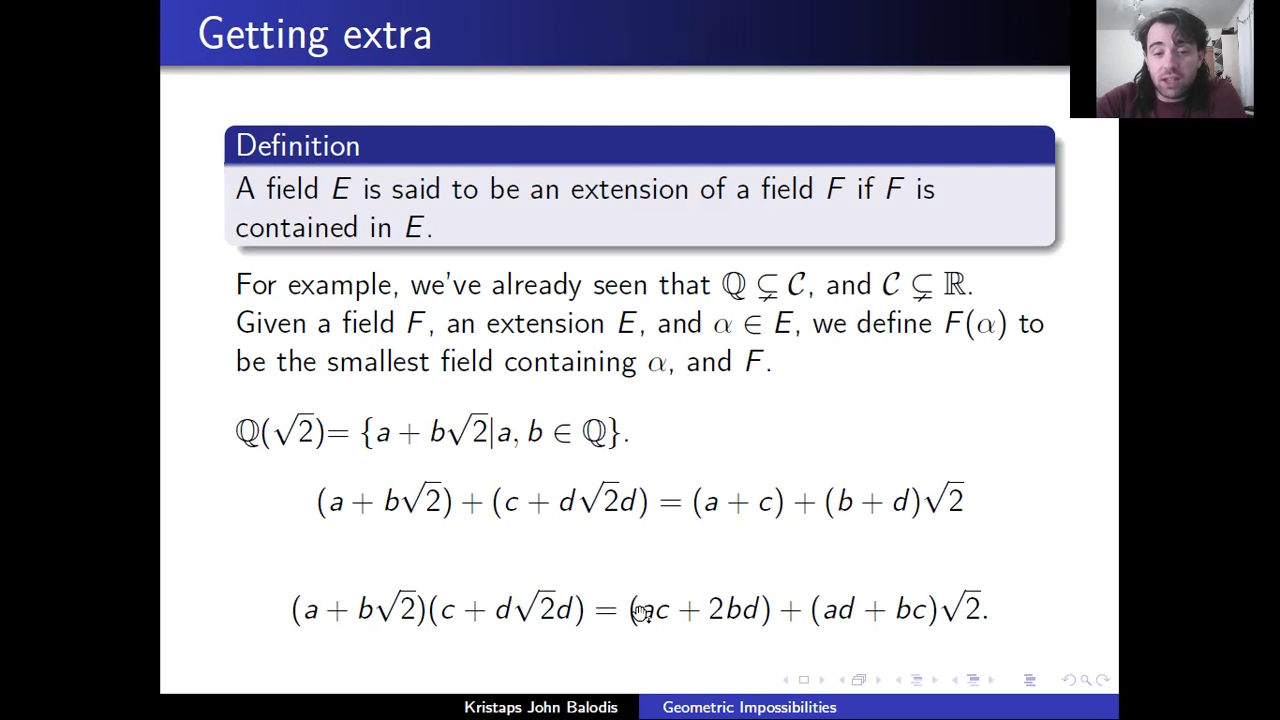 Getting extra
Definition
A field E is said to be an extension of a field F if F is
contained in E.
For example, we've already seen that ℚ ⊊ 𝒞, and 𝒞 ⊊ ℝ.
Given a field F, an extension E, and α ∈ E, we define F(α) to
be the smallest field containing α, and F.
ℚ(√2)= {a + b√2|a, b ∈ ℚ}.
(a + b√2) + (c + d√2d) = (a + c) + (b + d)√2
(a + b√2)(c + d√2d) = (ac + 2bd) + (ad + bc)√2.
Kristaps John Balodis
Geometric Impossibilities